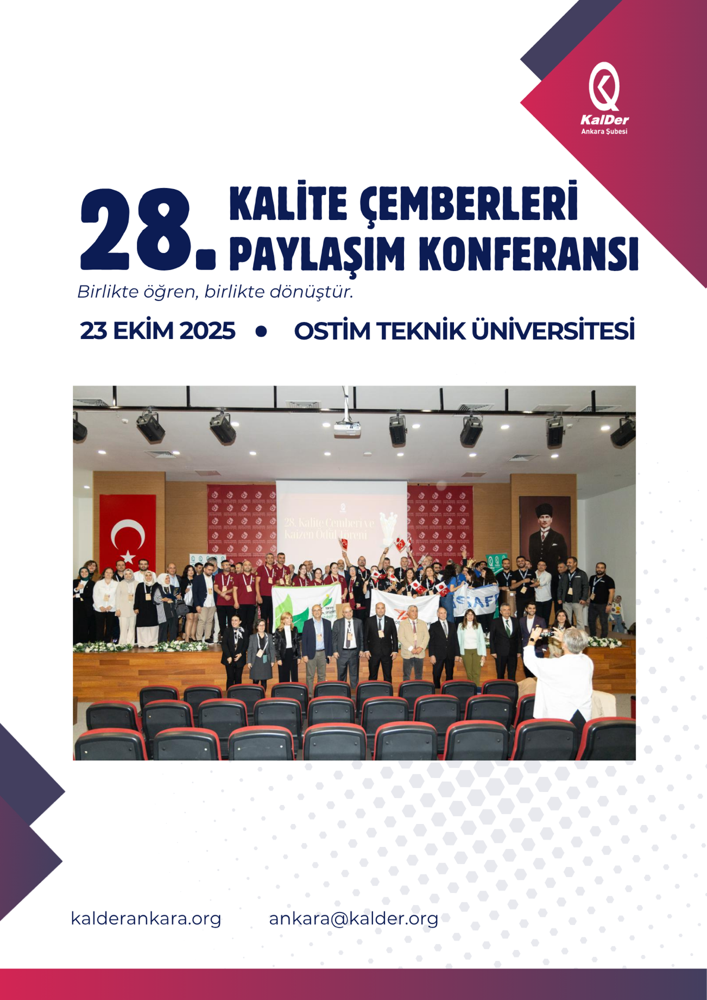 KalDer
Ankara Şubesi
28. KALİTE ÇEMBERLERİ
PAYLAŞIM KONFERANSI
Birlikte öğren, birlikte dönüştür.
23 EKİM 2025 • OSTİM TEKNİK ÜNİVERSİTESİ
28. Kalite Çemberi ve
Kaizen Ödül Töreni
kalderankara.org ankara@kalder.org